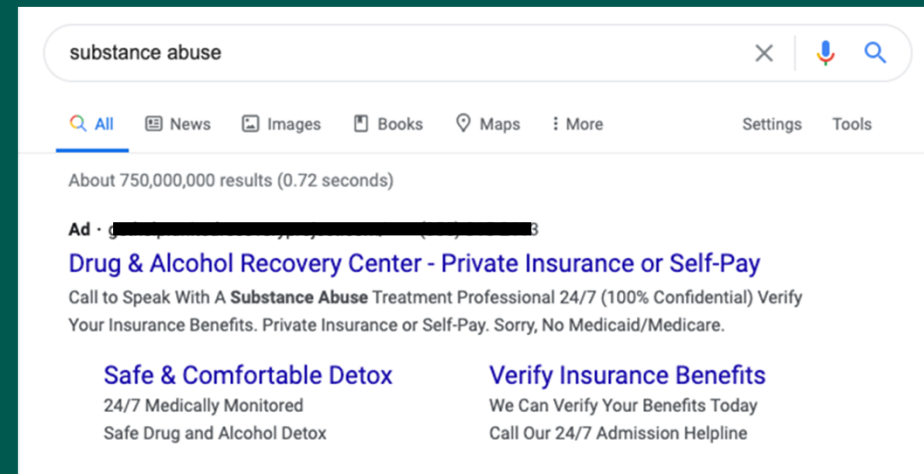 substance abuse
All News Images Books Maps More Settings Tools
About 750,000,000 results (0.72 seconds)
Ad ·
Drug & Alcohol Recovery Center - Private Insurance or Self-Pay
Call to Speak With A Substance Abuse Treatment Professional 24/7 (100% Confidential) Verify
Your Insurance Benefits. Private Insurance or Self-Pay. Sorry, No Medicaid/Medicare.
Safe & Comfortable Detox
24/7 Medically Monitored
Safe Drug and Alcohol Detox
Verify Insurance Benefits
We Can Verify Your Benefits Today
Call Our 24/7 Admission Helpline